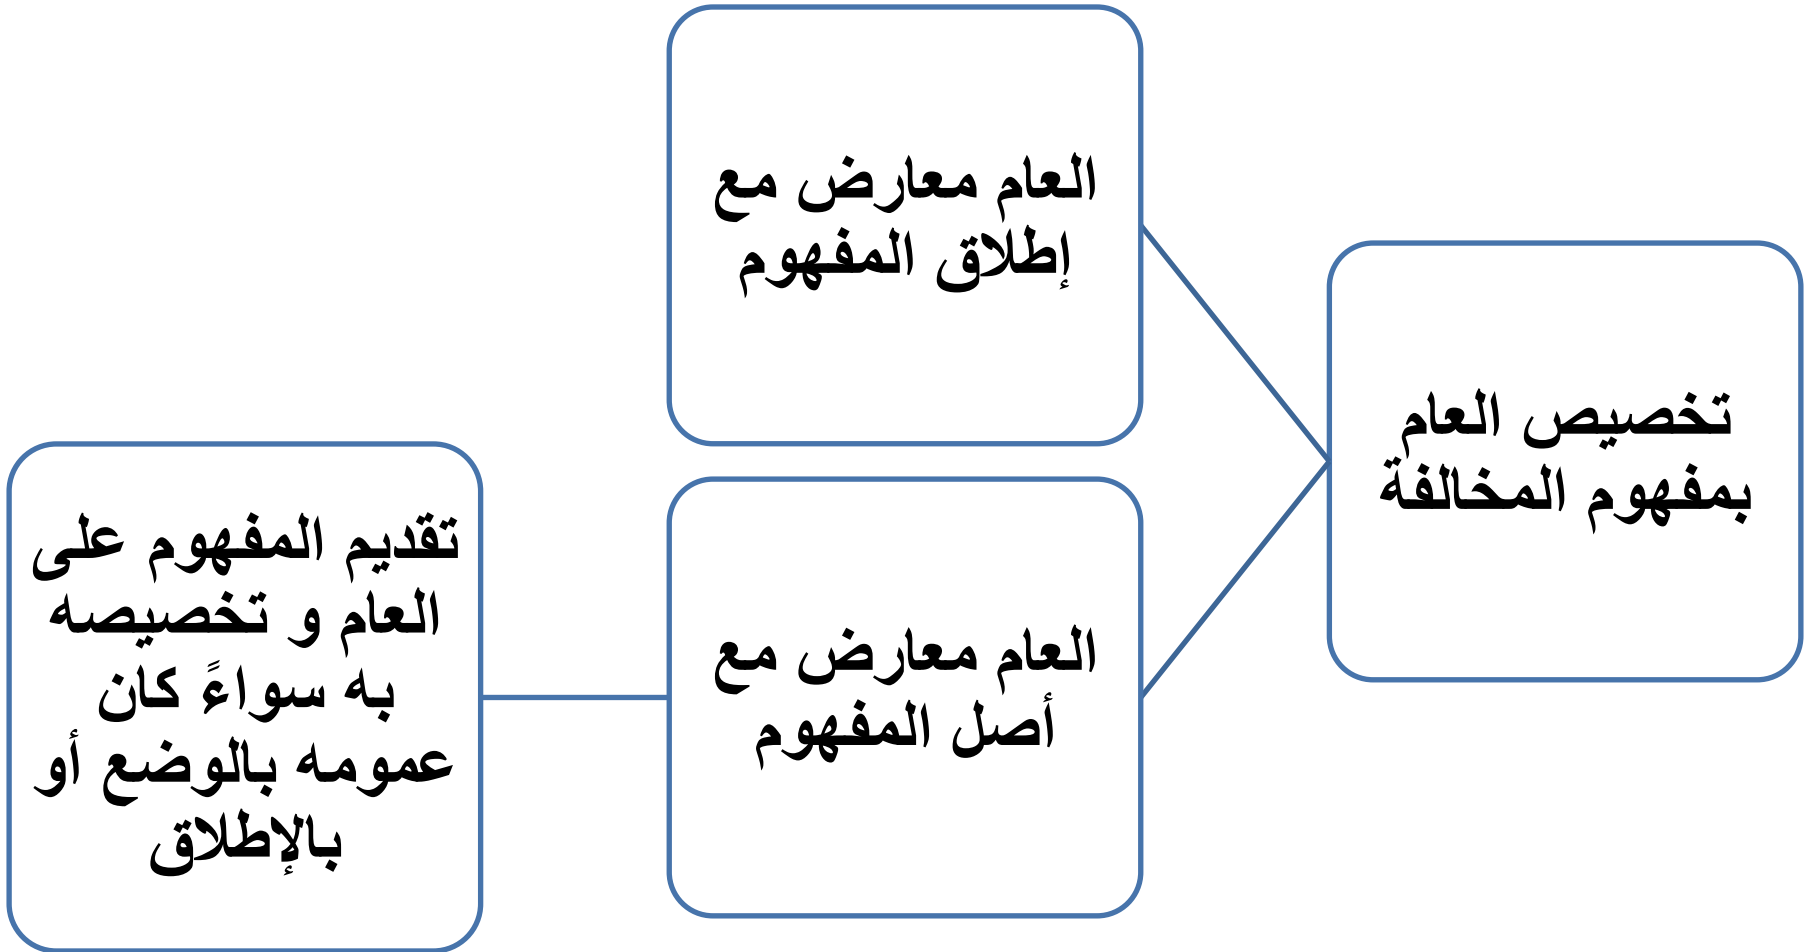 تخصيص العام
بمفهوم المخالفة
العام معارض مع
إطلاق المفهوم
العام معارض مع
أصل المفهوم
تقديم المفهوم على
العام و تخصيصه
به سواءً كان
عمومه بالوضع أو
بالإطلاق